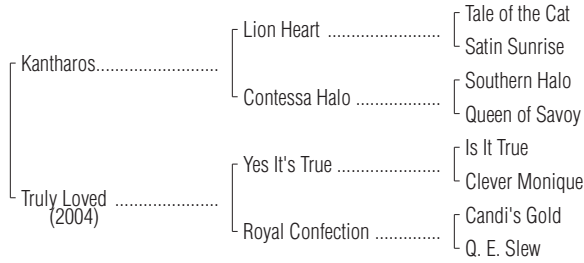 Tale of the Cat
Lion Heart ......................
Satin Sunrise
Kantharos........................
Southern Halo
Contessa Halo ................
Queen of Savoy
Is It True
Yes It's True ....................
Clever Monique
Truly Loved ....................
(2004)
Candi's Gold
Royal Confection .............
Q. E. Slew